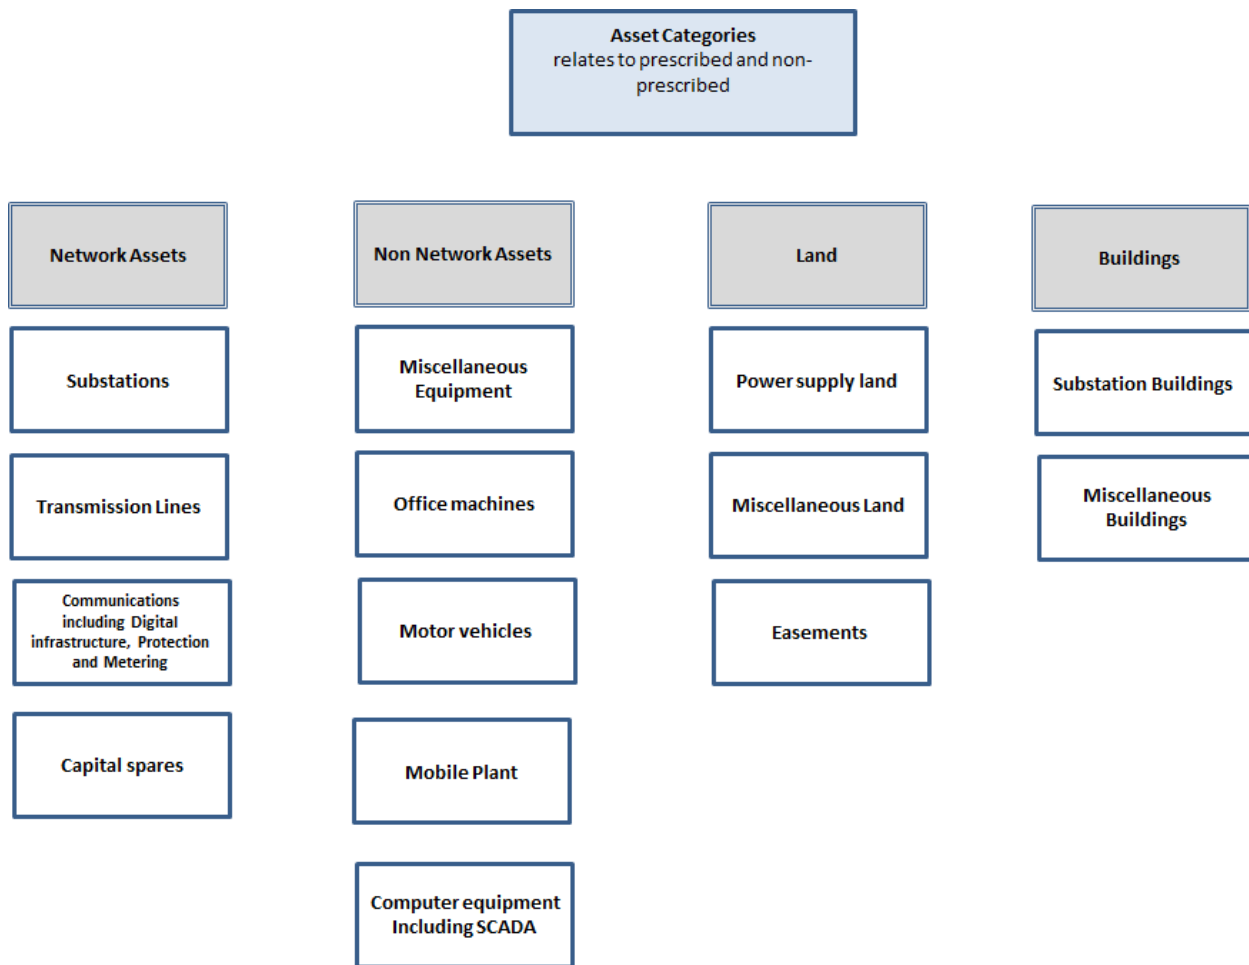 Asset Categories
relates to prescribed and non-
prescribed
Network Assets
Non Network Assets
Land
Buildings
Substations
Miscellaneous
Equipment
Power supply land
Substation Buildings
Transmission Lines
Office machines
Miscellaneous Land
Miscellaneous
Buildings
Communications
including Digital
infrastructure, Protection
and Metering
Motor vehicles
Easements
Capital spares
Mobile Plant
Computer equipment
Including SCADA